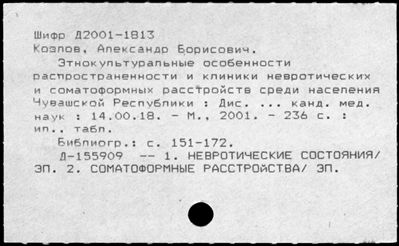 Шифр Д2001-1813
Козлов, Александр Борисович.
Этнокультуральные особенности
распространенности и клиники невротических
и соматоформных расстройств среди населения
Чувашской Республики : Дис. ... канд. мед.
наук : 14.00.18. - М., 2001. - 236 с. :
ил., табл.
Библиогр.: с. 151-172.
Д-155909 -- 1. НЕВРОТИЧЕСКИЕ СОСТОЯНИЯ/
ЭП. 2. СОМАТОФОРМНЫЕ РАССТРОЙСТВА/ ЭП.